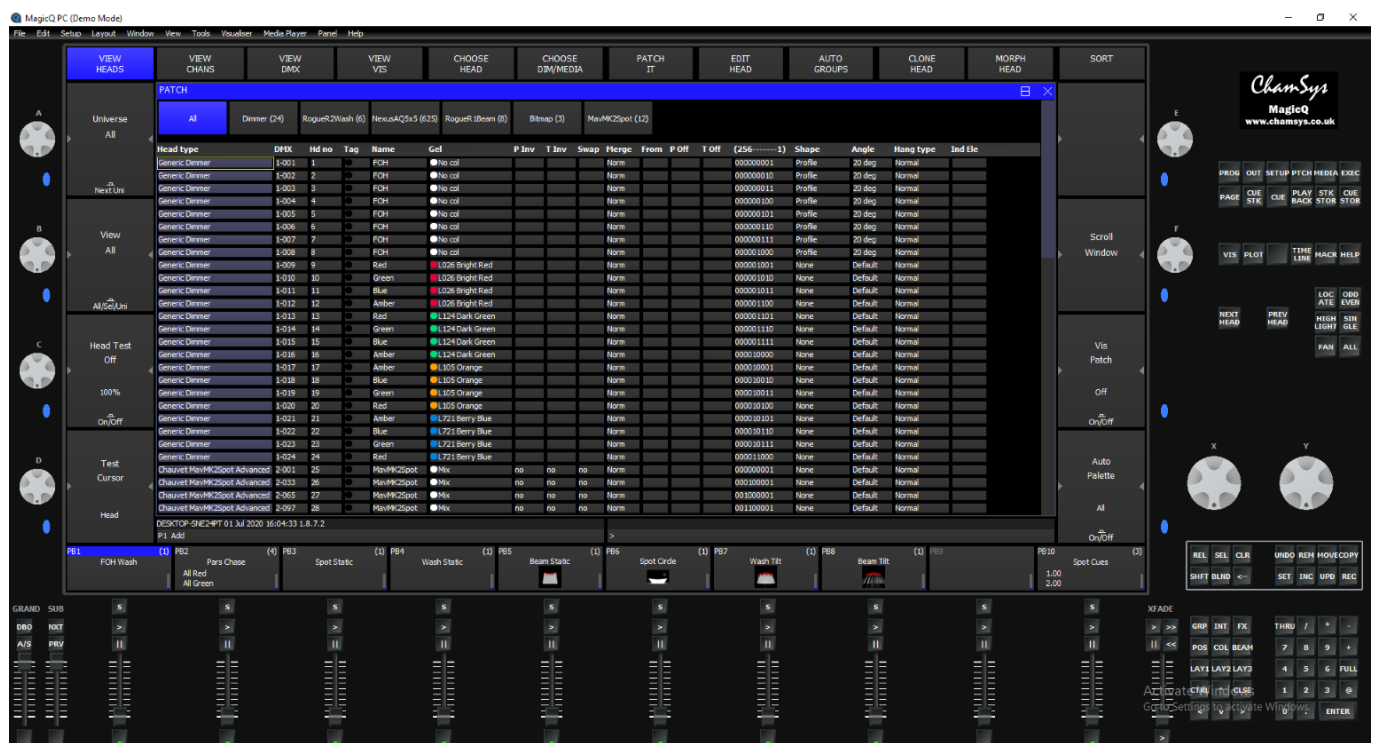 MagicQ PC (Demo Mode)
File Edit Setup Layout Window View Tools Visualiser Media Player Panel Help
VIEW HEADS
VIEW CHANS
VIEW DMX
VIEW VIS
CHOOSE HEAD
CHOOSE DIM/MEDIA
PATCH IT
EDIT HEAD
AUTO GROUPS
CLONE HEAD
MORPH HEAD
SORT
PATCH
All
Dimmer (24)
RogueR2Wash (6)
NexusAQ5x5 (625)
RogueR1Beam (8)
Bitmap (3)
MavMK2Spot (12)
Head type DMX Hd no Tag Name Gel P Inv T Inv Swap Merge From P Off T Off (256-------1) Shape Angle Hang type Ind Ele
Generic Dimmer 1-001 1 FOH No col Norm 000000001 Profile 20 deg Normal
Generic Dimmer 1-002 2 FOH No col Norm 000000010 Profile 20 deg Normal
Generic Dimmer 1-003 3 FOH No col Norm 000000011 Profile 20 deg Normal
Generic Dimmer 1-004 4 FOH No col Norm 000000100 Profile 20 deg Normal
Generic Dimmer 1-005 5 FOH No col Norm 000000101 Profile 20 deg Normal
Generic Dimmer 1-006 6 FOH No col Norm 000000110 Profile 20 deg Normal
Generic Dimmer 1-007 7 FOH No col Norm 000000111 Profile 20 deg Normal
Generic Dimmer 1-008 8 FOH No col Norm 000001000 Profile 20 deg Normal
Generic Dimmer 1-009 9 Red L026 Bright Red Norm 000001001 None Default Normal
Generic Dimmer 1-010 10 Green L026 Bright Red Norm 000001010 None Default Normal
Generic Dimmer 1-011 11 Blue L026 Bright Red Norm 000001011 None Default Normal
Generic Dimmer 1-012 12 Amber L026 Bright Red Norm 000001100 None Default Normal
Generic Dimmer 1-013 13 Red L124 Dark Green Norm 000001101 None Default Normal
Generic Dimmer 1-014 14 Green L124 Dark Green Norm 000001110 None Default Normal
Generic Dimmer 1-015 15 Blue L124 Dark Green Norm 000001111 None Default Normal
Generic Dimmer 1-016 16 Amber L124 Dark Green Norm 000010000 None Default Normal
Generic Dimmer 1-017 17 Amber L105 Orange Norm 000010001 None Default Normal
Generic Dimmer 1-018 18 Blue L105 Orange Norm 000010010 None Default Normal
Generic Dimmer 1-019 19 Green L105 Orange Norm 000010011 None Default Normal
Generic Dimmer 1-020 20 Red L105 Orange Norm 000010100 None Default Normal
Generic Dimmer 1-021 21 Amber L721 Berry Blue Norm 000010101 None Default Normal
Generic Dimmer 1-022 22 Blue L721 Berry Blue Norm 000010110 None Default Normal
Generic Dimmer 1-023 23 Green L721 Berry Blue Norm 000010111 None Default Normal
Generic Dimmer 1-024 24 Red L721 Berry Blue Norm 000011000 None Default Normal
Chauvet MavMK2Spot Advanced 2-001 25 MavMK2Spot Mix no no no Norm 000000001 None Default Normal
Chauvet MavMK2Spot Advanced 2-033 26 MavMK2Spot Mix no no no Norm 000100001 None Default Normal
Chauvet MavMK2Spot Advanced 2-065 27 MavMK2Spot Mix no no no Norm 001000001 None Default Normal
Chauvet MavMK2Spot Advanced 2-097 28 MavMK2Spot Mix no no no Norm 001100001 None Default Normal
DESKTOP-SNE24PT 01 Jul 2020 16:04:33 1.8.7.2
P1 Add >
A
Universe
All
Next Uni
B
View
All
All/Sel/Uni
C
Head Test
Off
100%
On/Off
D
Test
Cursor
Head
E
F
Scroll
Window
Vis
Patch
Off
On/Off
Auto
Palette
All
On/Off
X Y
PB1 (1) FOH Wash
PB2 (4) Pars Chase
All Red
All Green
PB3 (1) Spot Static
PB4 (1) Wash Static
PB5 (1) Beam Static
PB6 (1) Spot Circle
PB7 (1) Wash Tilt
PB8 (1) Beam Tilt
PB9
PB10 (3) Spot Cues
1.00
2.00
ChamSys
MagicQ
www.chamsys.co.uk
PROG OUT SETUP PTCH MEDIA EXEC
PAGE CUE STK CUE PLAY BACK STK STOR CUE STOR
VIS PLOT TIME LINE MACR HELP
LOC ATE ODD EVEN
NEXT HEAD PREV HEAD HIGH LIGHT SIN GLE
FAN ALL
REL SEL CLR UNDO REM MOVE COPY
SHFT BLND <-- SET INC UPD REC
GRAND SUB S S S S S S S S S S XFADE
DBO NXT > > > > > > > > > > > >>
A/S PRV II II II II II II II II II II II <<
GRP INT FX THRU / * -
POS COL BEAM 7 8 9 +
LAY1 LAY2 LAY3 4 5 6 FULL
CTRL ^ CLSE 1 2 3 @
< v > 0 . ENTER
>
Activate Windows
Go to Settings to activate Windows.